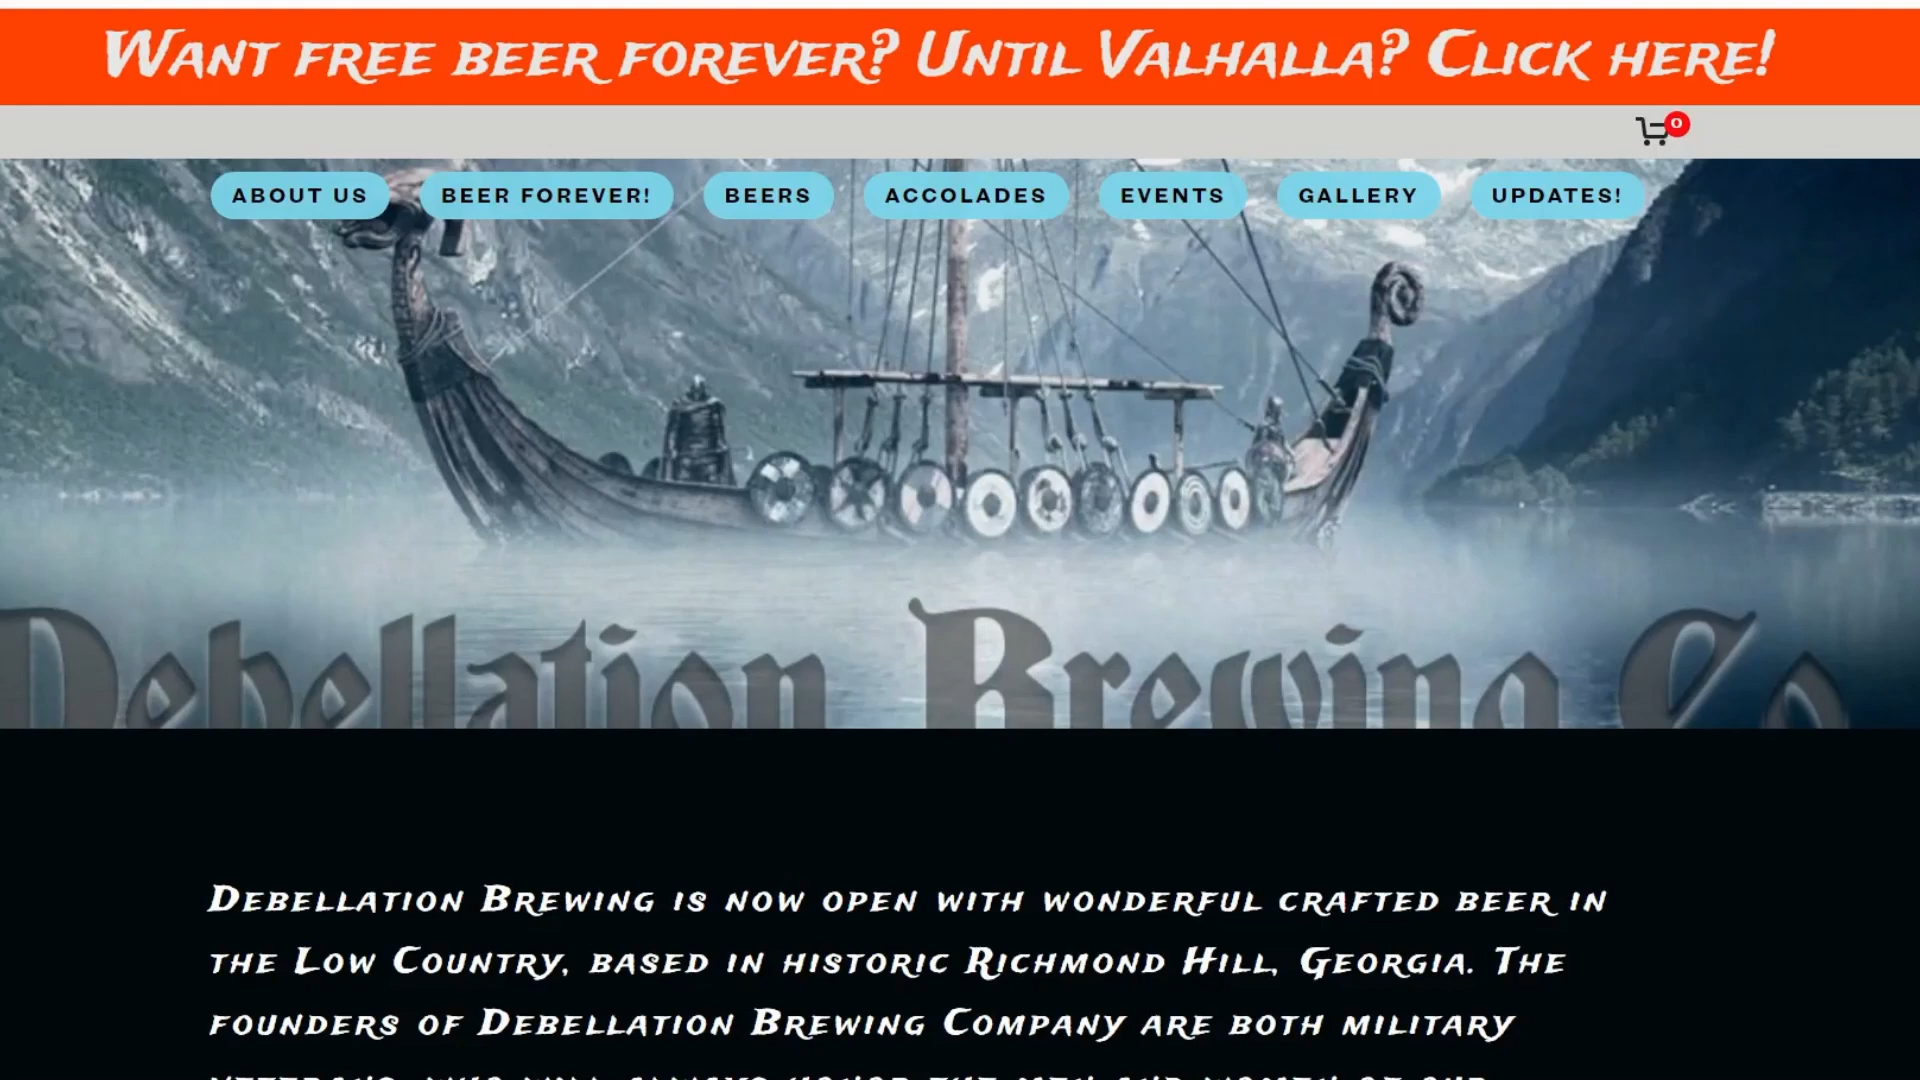 Want free beer forever? Until Valhalla? Click here!
0
ABOUT US BEER FOREVER! BEERS ACCOLADES EVENTS GALLERY UPDATES!
Debellation Brewing Co
Debellation Brewing is now open with wonderful crafted beer in
the Low Country, based in historic Richmond Hill, Georgia. The
founders of Debellation Brewing Company are both military